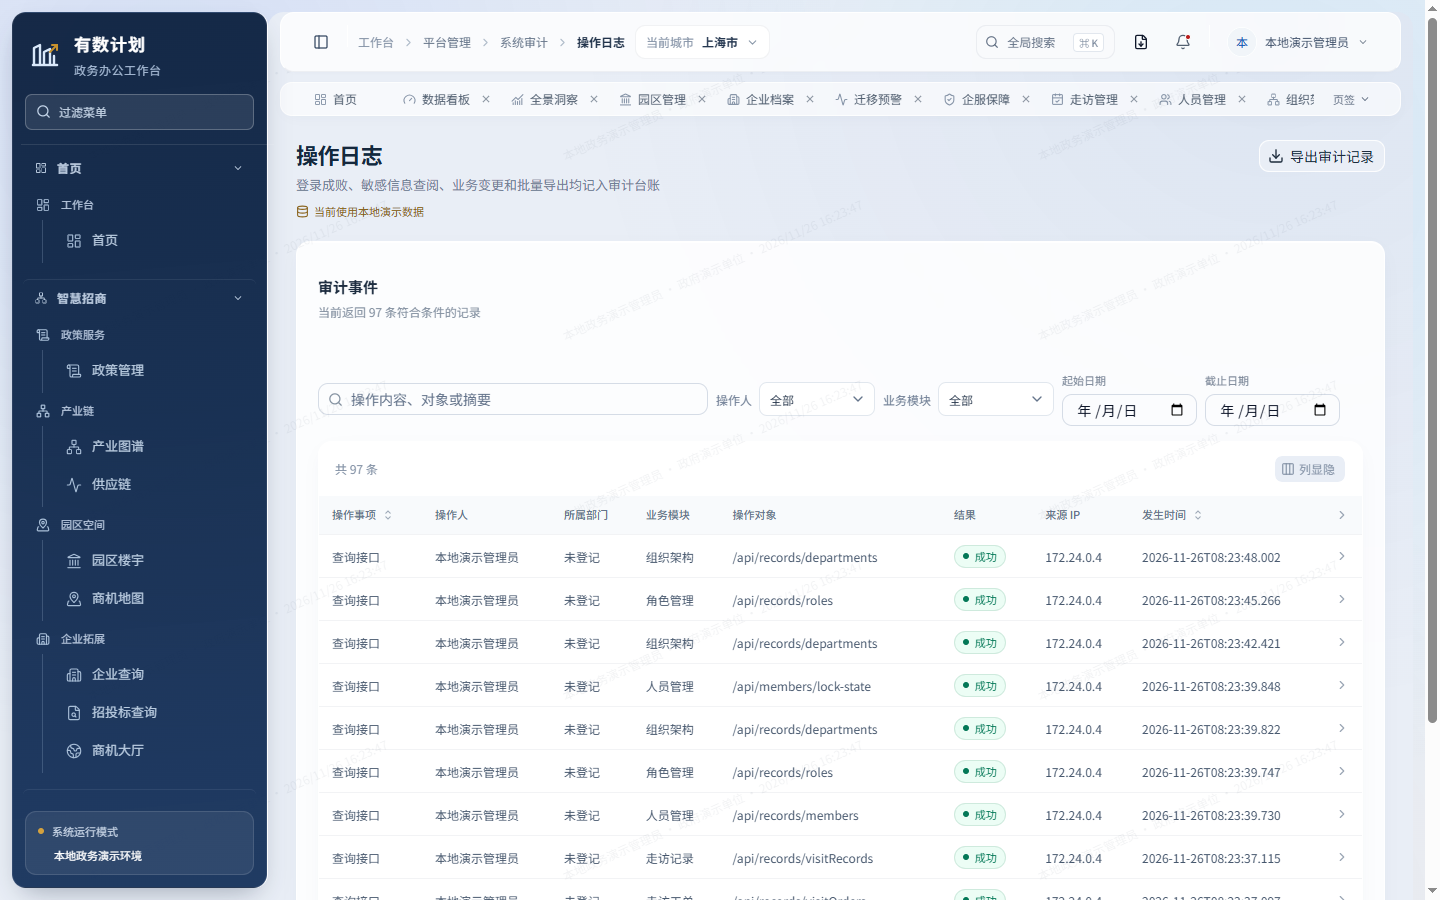 有数计划
政务办公工作台
过滤菜单
首页
工作台
首页
智慧招商
政策服务
政策管理
产业链
产业图谱
供应链
园区空间
园区楼宇
商机地图
企业拓展
企业查询
招投标查询
商机大厅
系统运行模式
本地政务演示环境
工作台 > 平台管理 > 系统审计 > 操作日志 当前城市 上海市
全局搜索 ⌘K
本 本地演示管理员
首页 数据看板 全景洞察 园区管理 企业档案 迁移预警 企服保障 走访管理 人员管理 页签
操作日志
导出审计记录
登录成败、敏感信息查阅、业务变更和批量导出均记入审计台账
当前使用本地演示数据
审计事件
当前返回 97 条符合条件的记录
操作内容、对象或摘要
操作人 全部
业务模块 全部
起始日期
年 /月/日
截止日期
年 /月/日
共 97 条
列显隐
操作事项 操作人 所属部门 业务模块 操作对象 结果 来源 IP 发生时间
查询接口 本地演示管理员 未登记 组织架构 /api/records/departments 成功 172.24.0.4 2026-11-26T08:23:48.002
查询接口 本地演示管理员 未登记 角色管理 /api/records/roles 成功 172.24.0.4 2026-11-26T08:23:45.266
查询接口 本地演示管理员 未登记 组织架构 /api/records/departments 成功 172.24.0.4 2026-11-26T08:23:42.421
查询接口 本地演示管理员 未登记 人员管理 /api/members/lock-state 成功 172.24.0.4 2026-11-26T08:23:39.848
查询接口 本地演示管理员 未登记 组织架构 /api/records/departments 成功 172.24.0.4 2026-11-26T08:23:39.822
查询接口 本地演示管理员 未登记 角色管理 /api/records/roles 成功 172.24.0.4 2026-11-26T08:23:39.747
查询接口 本地演示管理员 未登记 人员管理 /api/records/members 成功 172.24.0.4 2026-11-26T08:23:39.730
查询接口 本地演示管理员 未登记 走访记录 /api/records/visitRecords 成功 172.24.0.4 2026-11-26T08:23:37.115
本地政务演示管理员 · 政府演示单位 · 2026/11/26 16:23:47